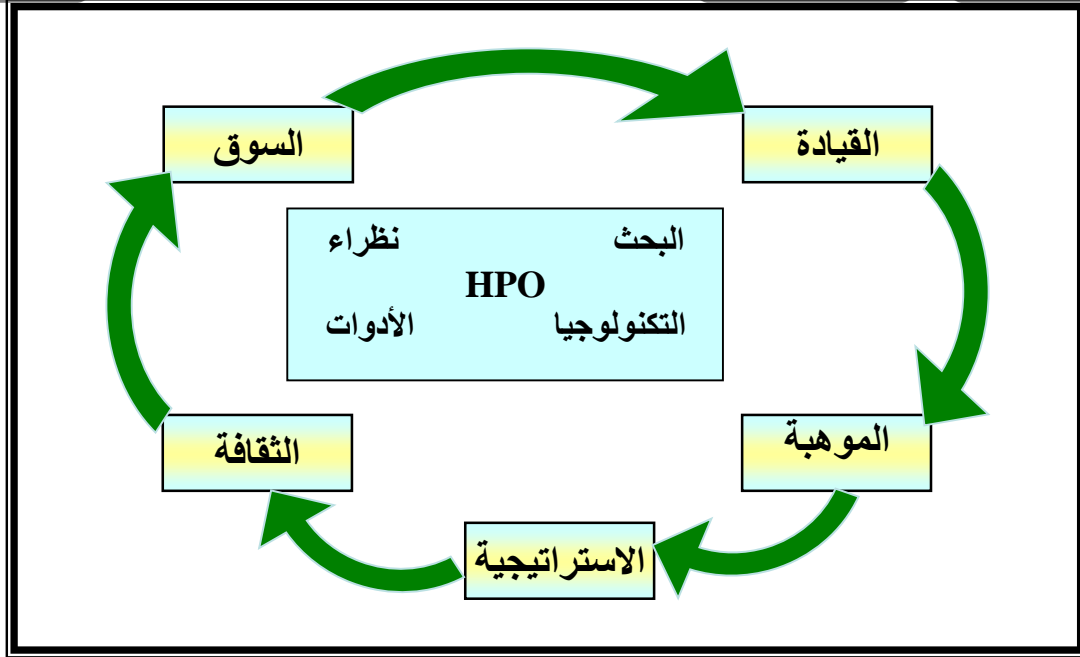 القيادة
السوق
البحث
نظراء
HPO
التكنولوجيا
الأدوات
الموهبة
الثقافة
الاستراتيجية